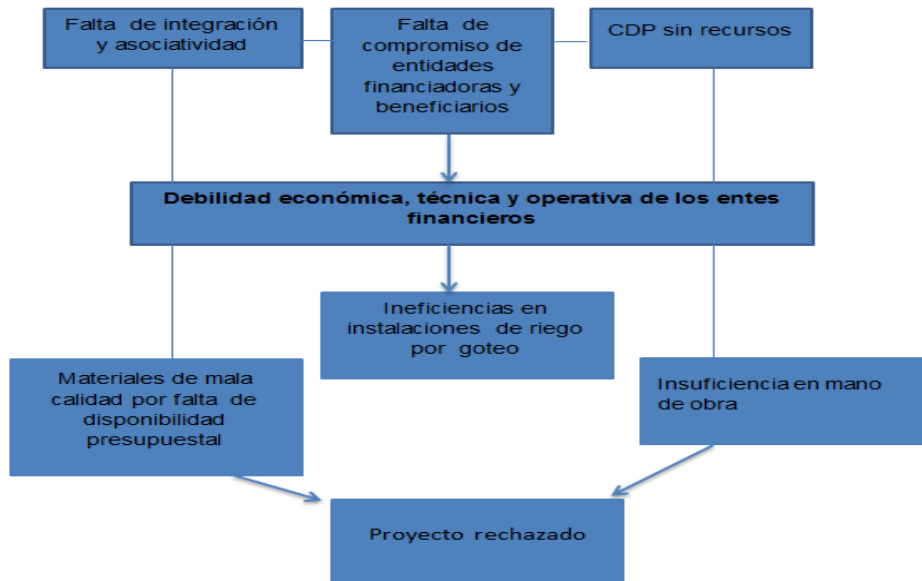 Falta de integración
y asociatividad
Falta de
compromiso de
entidades
financiadoras y
beneficiarios
CDP sin recursos
Debilidad económica, técnica y operativa de los entes
financieros
Ineficiencias en
instalaciones de riego
por goteo
Materiales de mala
calidad por falta de
disponibilidad
presupuestal
Insuficiencia en mano
de obra
Proyecto rechazado